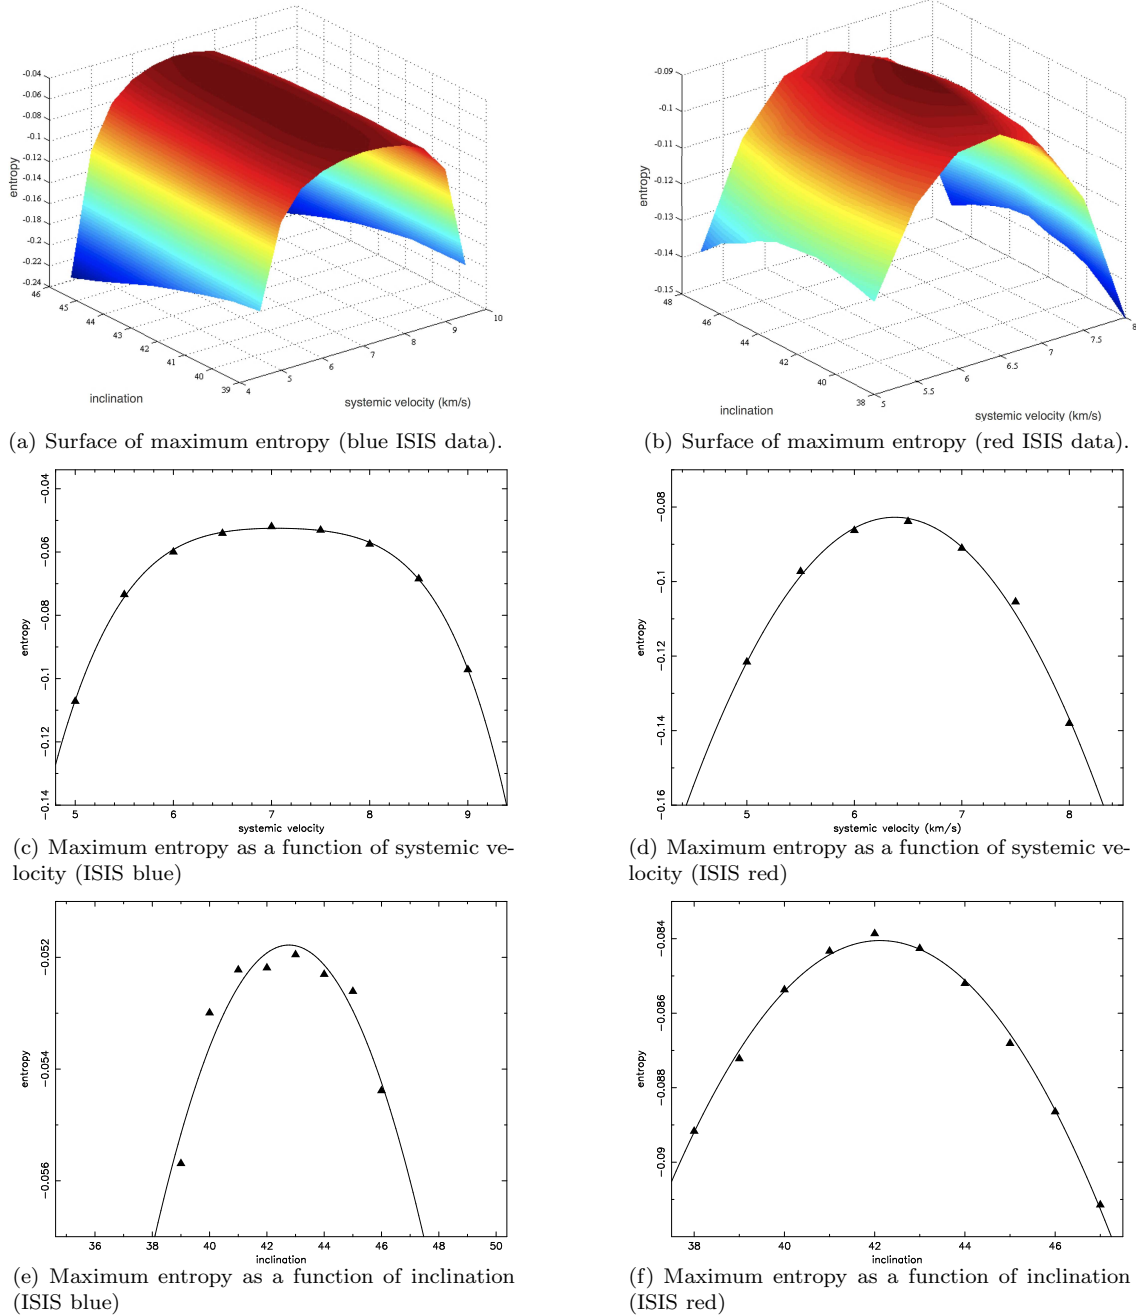 -0.04
-0.06
-0.08
-0.1
-0.12
-0.14
-0.16
-0.18
-0.2
-0.22
-0.24
entropy
46
45
44
43
42
41
40
39
inclination
4
5
6
7
8
9
10
systemic velocity (km/s)
-0.09
-0.1
-0.11
-0.12
-0.13
-0.14
-0.15
entropy
48
46
44
42
40
38
inclination
5
5.5
6
6.5
7
7.5
8
systemic velocity (km/s)
(a) Surface of maximum entropy (blue ISIS data).
(b) Surface of maximum entropy (red ISIS data).
−0.04
−0.06
−0.08
−0.1
−0.12
−0.14
entropy
5 6 7 8 9
systemic velocity
−0.08
−0.1
−0.12
−0.14
−0.16
entropy
5 6 7 8
systemic velocity (km/s)
(c) Maximum entropy as a function of systemic ve-
locity (ISIS blue)
(d) Maximum entropy as a function of systemic ve-
locity (ISIS red)
−0.052
−0.054
−0.056
entropy
36 38 40 42 44 46 48 50
inclination
−0.084
−0.086
−0.088
−0.09
entropy
38 40 42 44 46
inclination
(e) Maximum entropy as a function of inclination
(ISIS blue)
(f) Maximum entropy as a function of inclination
(ISIS red)